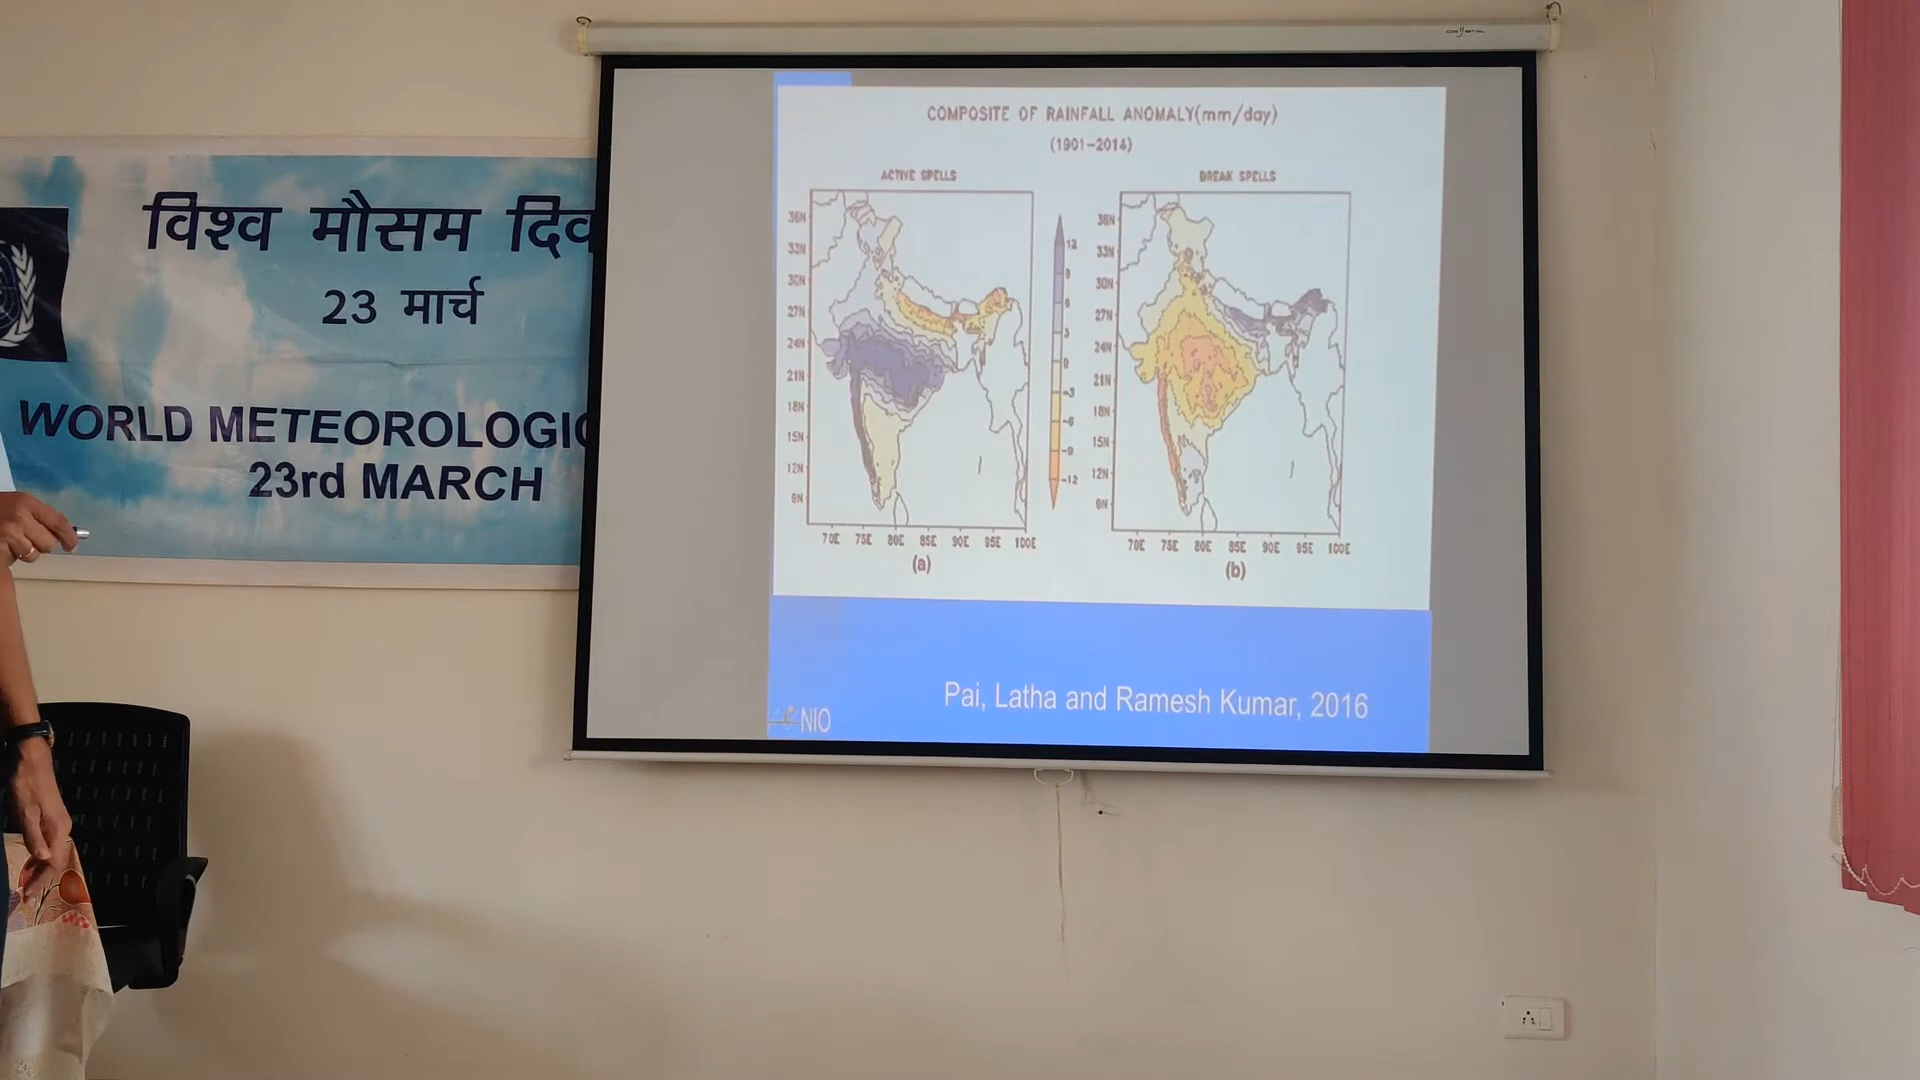 विश्व मौसम दिव
23 मार्च
WORLD METEOROLOGIC
23rd MARCH
COMPOSITE OF RAINFALL ANOMALY(mm/day)
(1901-2014)
ACTIVE SPELLS
BREAK SPELLS
36N
33N
30N
27N
24N
21N
18N
15N
12N
9N
70E 75E 80E 85E 90E 95E 100E
(a)
12
9
6
3
0
-3
-6
-9
-12
36N
33N
30N
27N
24N
21N
18N
15N
12N
9N
70E 75E 80E 85E 90E 95E 100E
(b)
Pai, Latha and Ramesh Kumar, 2016
NIO